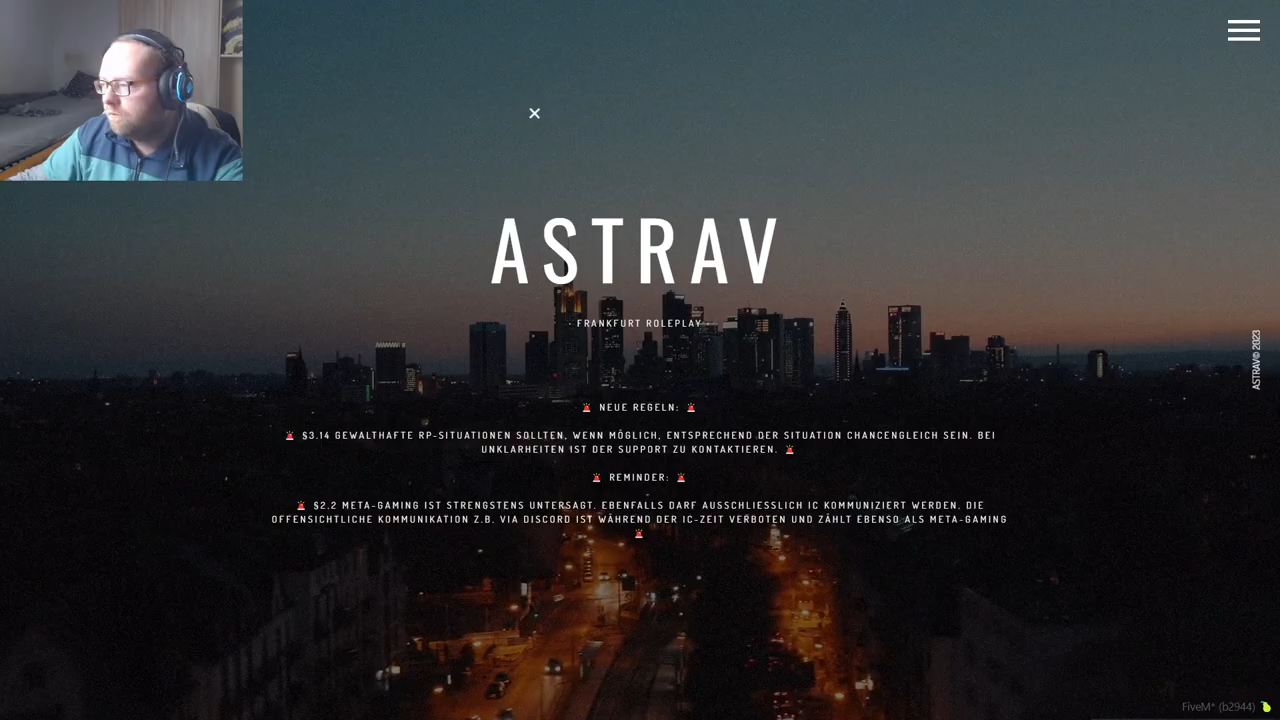 ASTRAV
- FRANKFURT ROLEPLAY -
NEUE REGELN:
§3.14 GEWALTHAFTE RP-SITUATIONEN SOLLTEN, WENN MÖGLICH, ENTSPRECHEND DER SITUATION CHANCENGLEICH SEIN. BEI
UNKLARHEITEN IST DER SUPPORT ZU KONTAKTIEREN.
REMINDER:
§2.2 META-GAMING IST STRENGSTENS UNTERSAGT. EBENFALLS DARF AUSSCHLIESSLICH IC KOMMUNIZIERT WERDEN. DIE
OFFENSICHTLICHE KOMMUNIKATION Z.B. VIA DISCORD IST WÄHREND DER IC-ZEIT VERBOTEN UND ZÄHLT EBENSO ALS META-GAMING
ASTRAV© 2023
FiveM* (b2944)